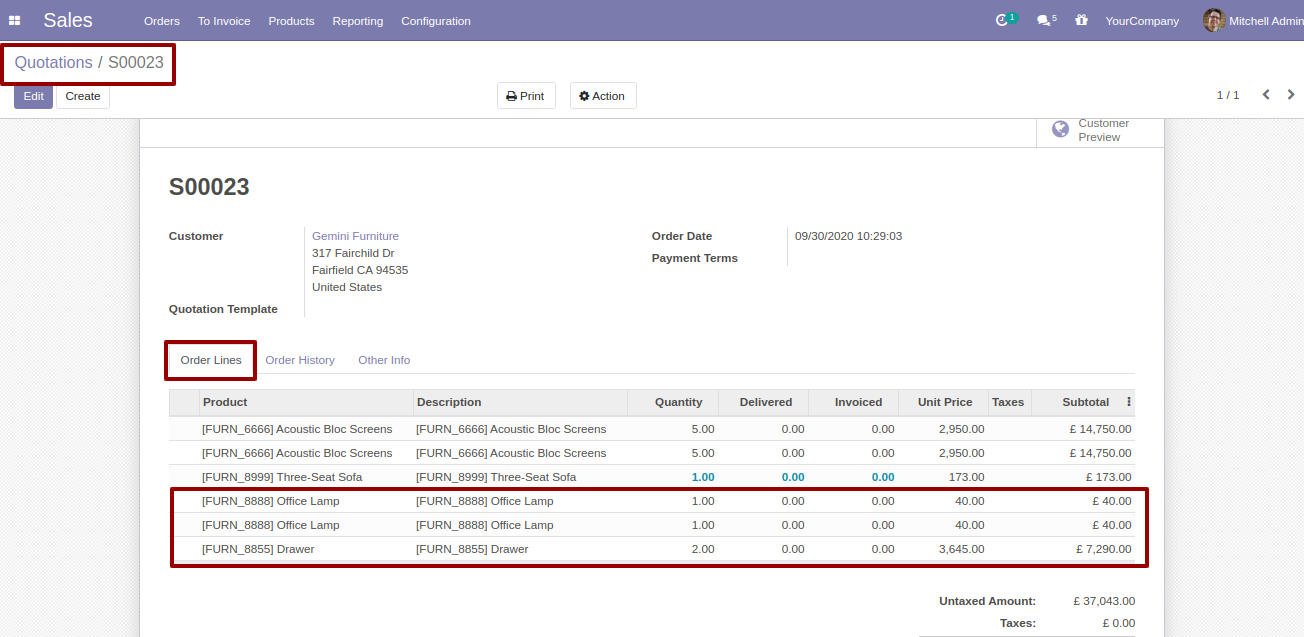 Sales Orders To Invoice Products Reporting Configuration 1 5 YourCompany Mitchell Admin
Quotations / S00023
Edit Create Print Action 1 / 1
Customer
Preview
S00023
Customer Gemini Furniture Order Date 09/30/2020 10:29:03
317 Fairchild Dr Payment Terms
Fairfield CA 94535
United States
Quotation Template
Order Lines Order History Other Info
Product Description Quantity Delivered Invoiced Unit Price Taxes Subtotal
[FURN_6666] Acoustic Bloc Screens [FURN_6666] Acoustic Bloc Screens 5.00 0.00 0.00 2,950.00 £ 14,750.00
[FURN_6666] Acoustic Bloc Screens [FURN_6666] Acoustic Bloc Screens 5.00 0.00 0.00 2,950.00 £ 14,750.00
[FURN_8999] Three-Seat Sofa [FURN_8999] Three-Seat Sofa 1.00 0.00 0.00 173.00 £ 173.00
[FURN_8888] Office Lamp [FURN_8888] Office Lamp 1.00 0.00 0.00 40.00 £ 40.00
[FURN_8888] Office Lamp [FURN_8888] Office Lamp 1.00 0.00 0.00 40.00 £ 40.00
[FURN_8855] Drawer [FURN_8855] Drawer 2.00 0.00 0.00 3,645.00 £ 7,290.00
Untaxed Amount: £ 37,043.00
Taxes: £ 0.00